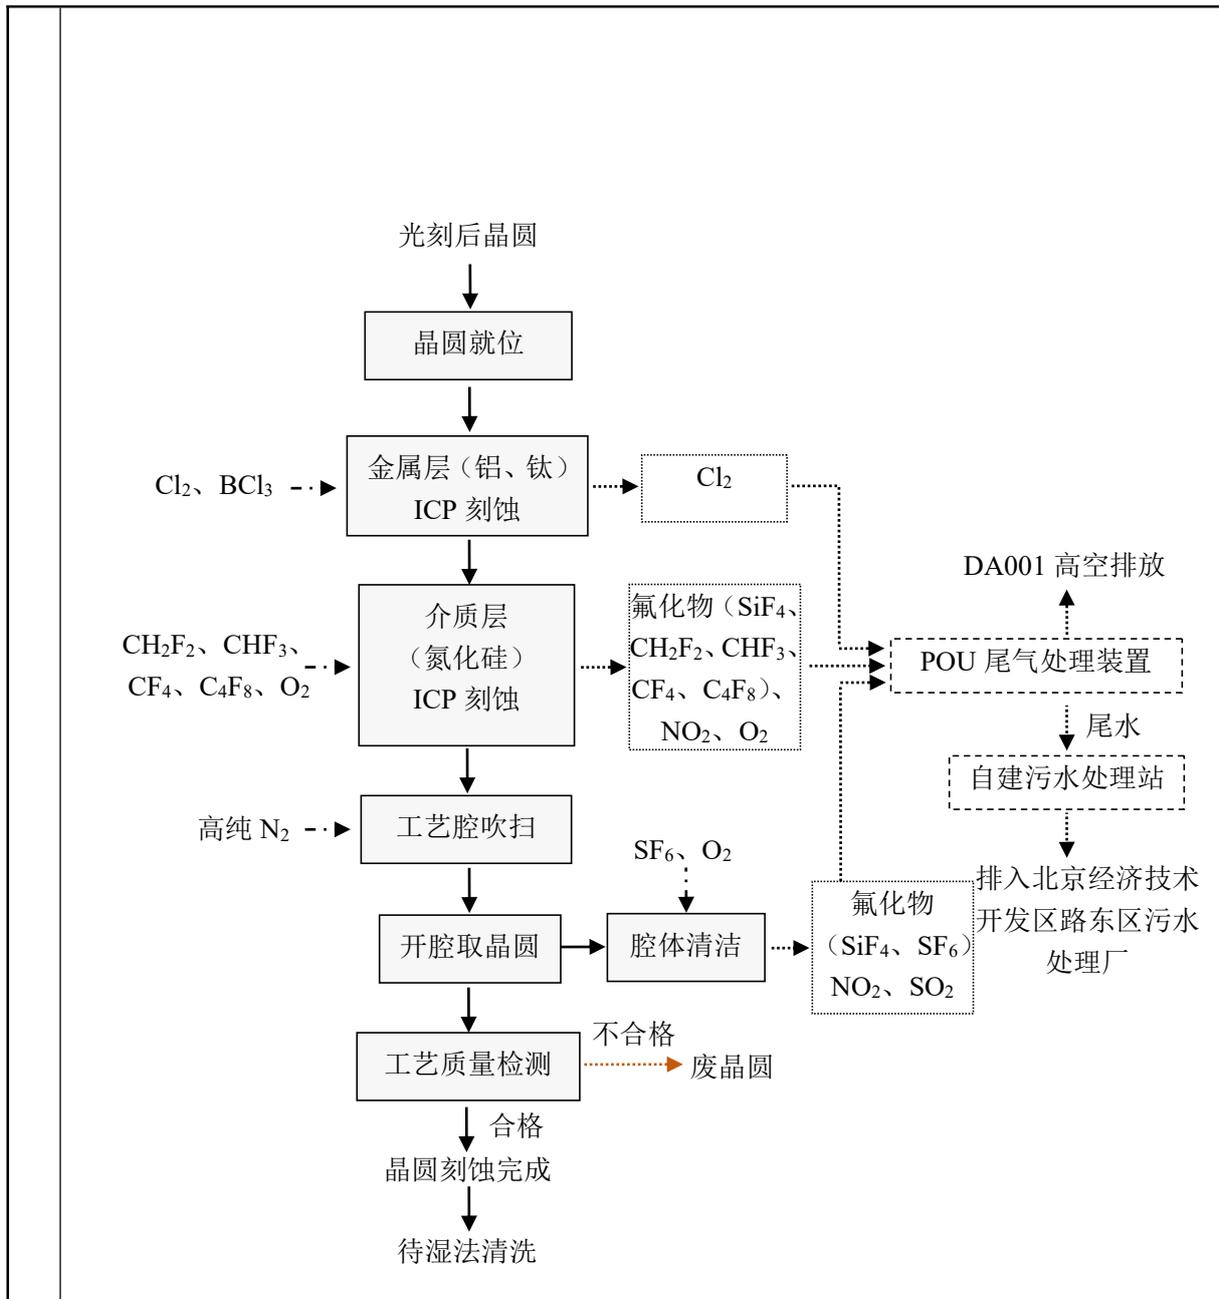 光刻后晶圆
晶圆就位
Cl₂、BCl₃
金属层（铝、钛）
ICP 刻蚀
Cl₂
DA001 高空排放
CH₂F₂、CHF₃、
CF₄、C₄F₈、O₂
介质层
（氮化硅）
ICP 刻蚀
氟化物（SiF₄、
CH₂F₂、CHF₃、
CF₄、C₄F₈）、
NO₂、O₂
POU 尾气处理装置
尾水
自建污水处理站
排入北京经济技术
开发区路东区污水
处理厂
高纯 N₂
工艺腔吹扫
SF₆、O₂
开腔取晶圆
腔体清洁
氟化物
（SiF₄、SF₆）
NO₂、SO₂
工艺质量检测
不合格
废晶圆
合格
晶圆刻蚀完成
待湿法清洗